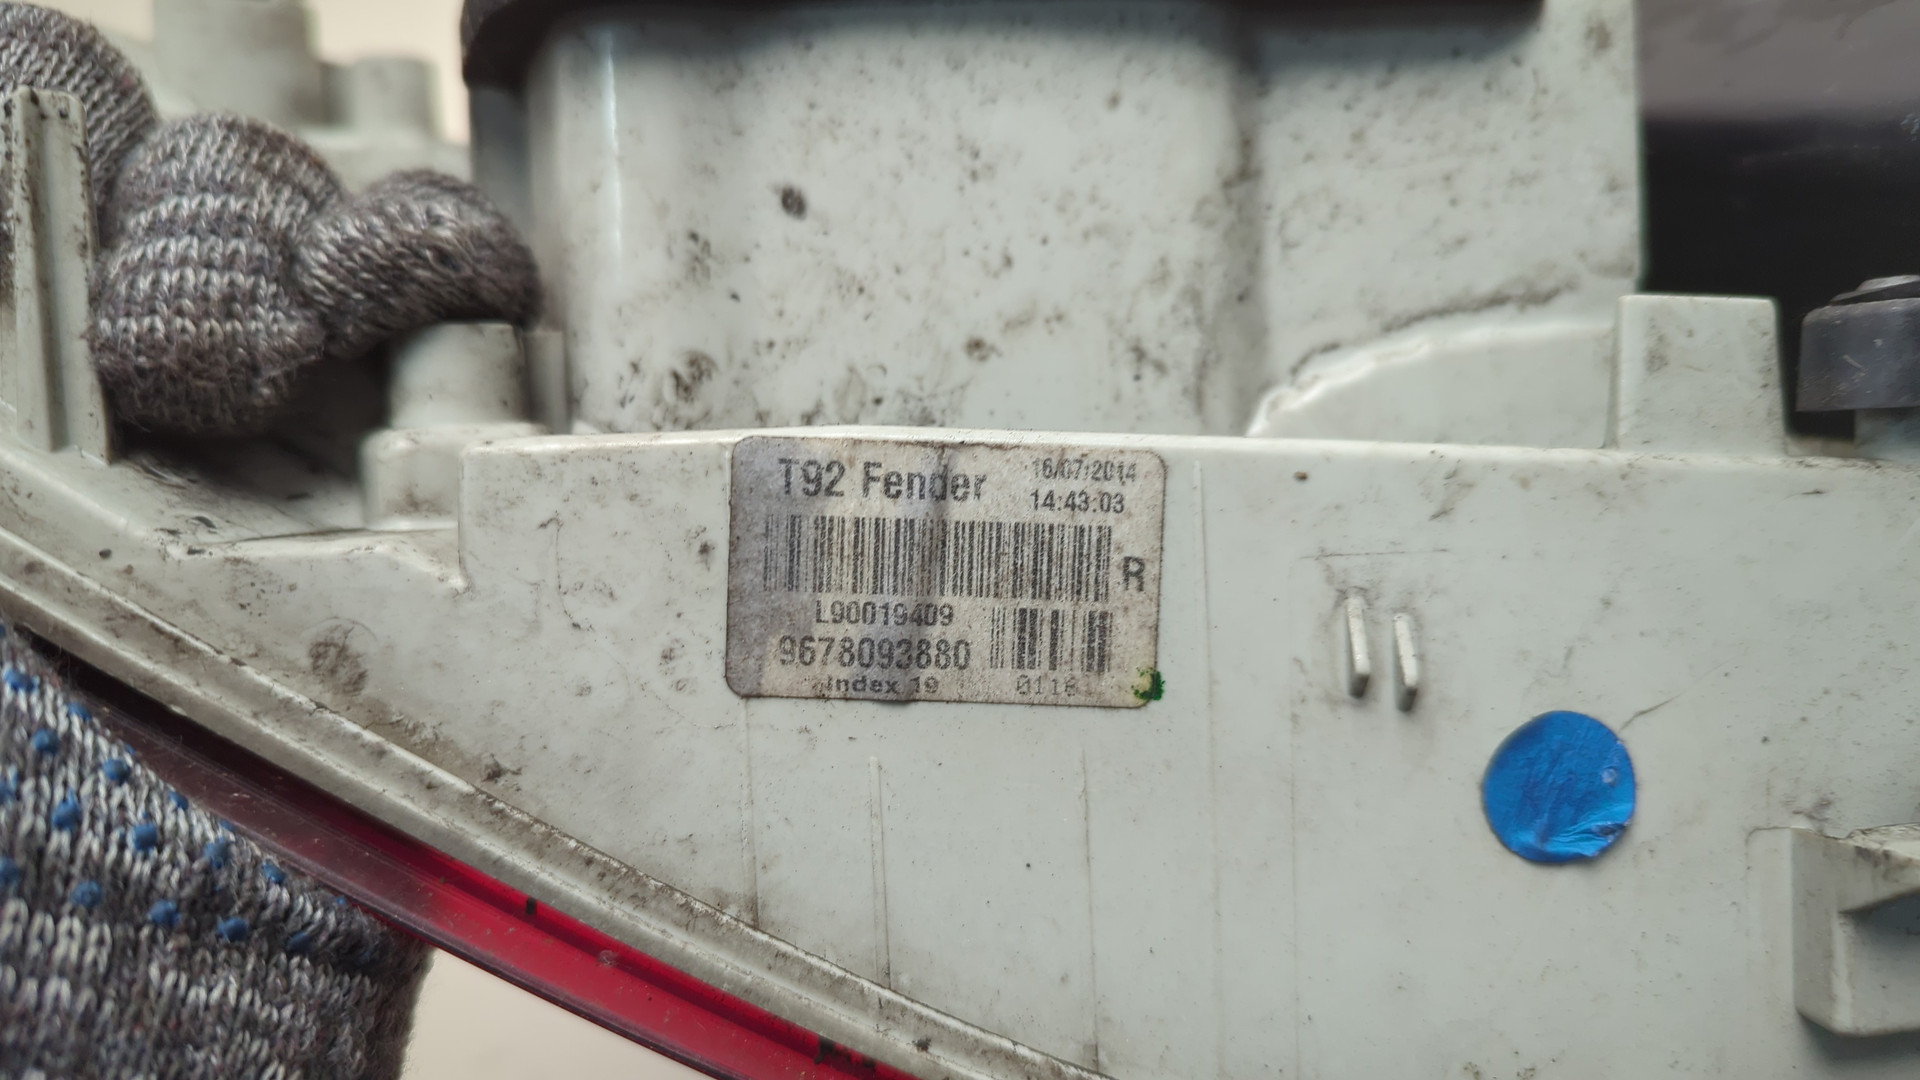 T92 Fender
16/07/2014
14:43:03
R
L90019409
9678093880
Index 19
0118